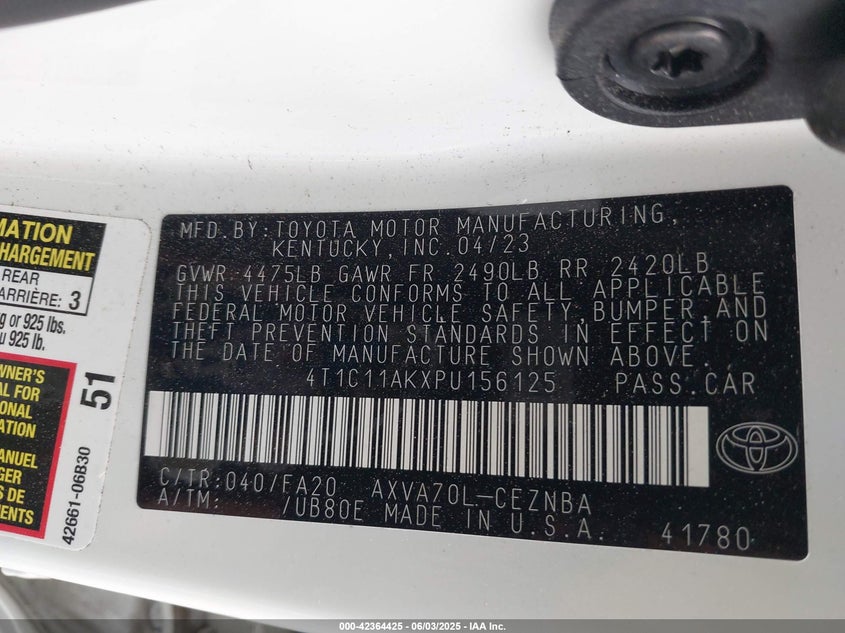 MFD.BY:TOYOTA MOTOR MANUFACTURING,
KENTUCKY,INC.04/23
GVWR 4475LB GAWR FR 2490LB RR 2420LB
THIS VEHICLE CONFORMS TO ALL APPLICABLE
FEDERAL MOTOR VEHICLE SAFETY,BUMPER,AND
THEFT PREVENTION STANDARDS IN EFFECT ON
THE DATE OF MANUFACTURE SHOWN ABOVE.
4T1C11AKXPU156125 PASS.CAR
C/TR:040/FA20 AXVA70L-CEZNBA
A/TM: /UB80E MADE IN U.S.A. 41780
REAR
ARRIÈRE: 3
or 925 lbs.
925 lb.
51
42661-06B30
000-42364425 - 06/03/2025 - IAA Inc.